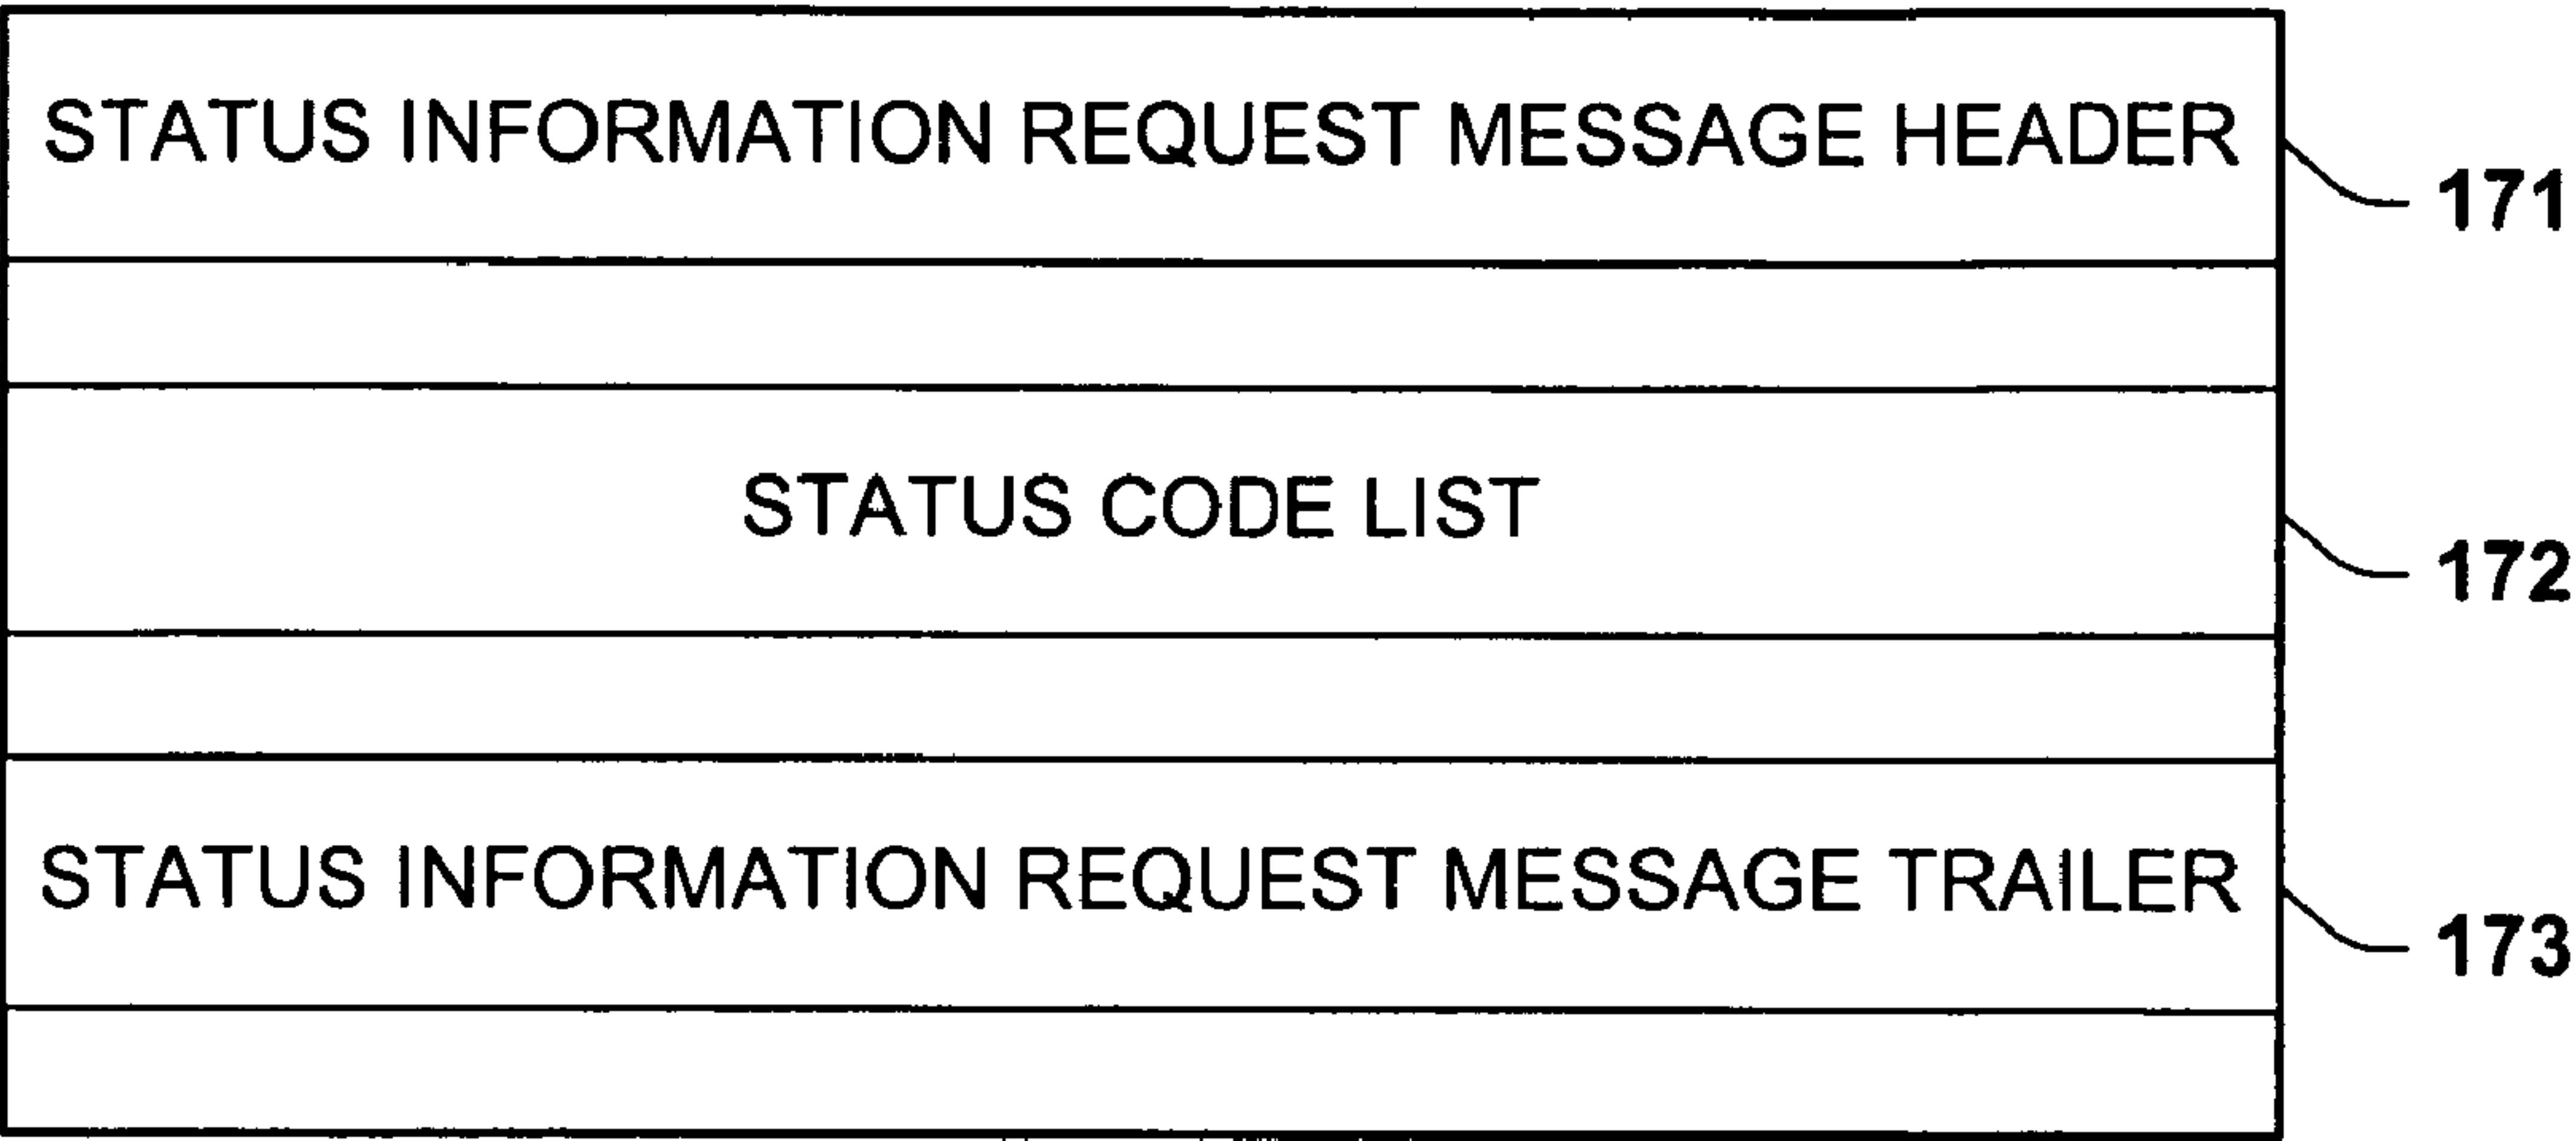 STATUS INFORMATION REQUEST MESSAGE HEADER
171
STATUS CODE LIST
172
STATUS INFORMATION REQUEST MESSAGE TRAILER
173